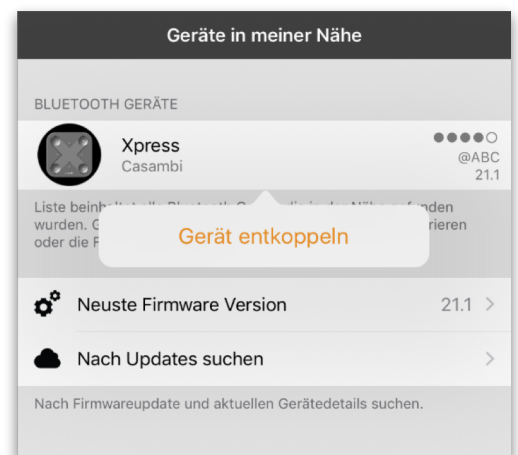 Geräte in meiner Nähe
BLUETOOTH GERÄTE
Xpress
Casambi
@ABC
21.1
Liste
wurden.
oder die
Gerät entkoppeln
Neuste Firmware Version 21.1
Nach Updates suchen
Nach Firmwareupdate und aktuellen Gerätedetails suchen.